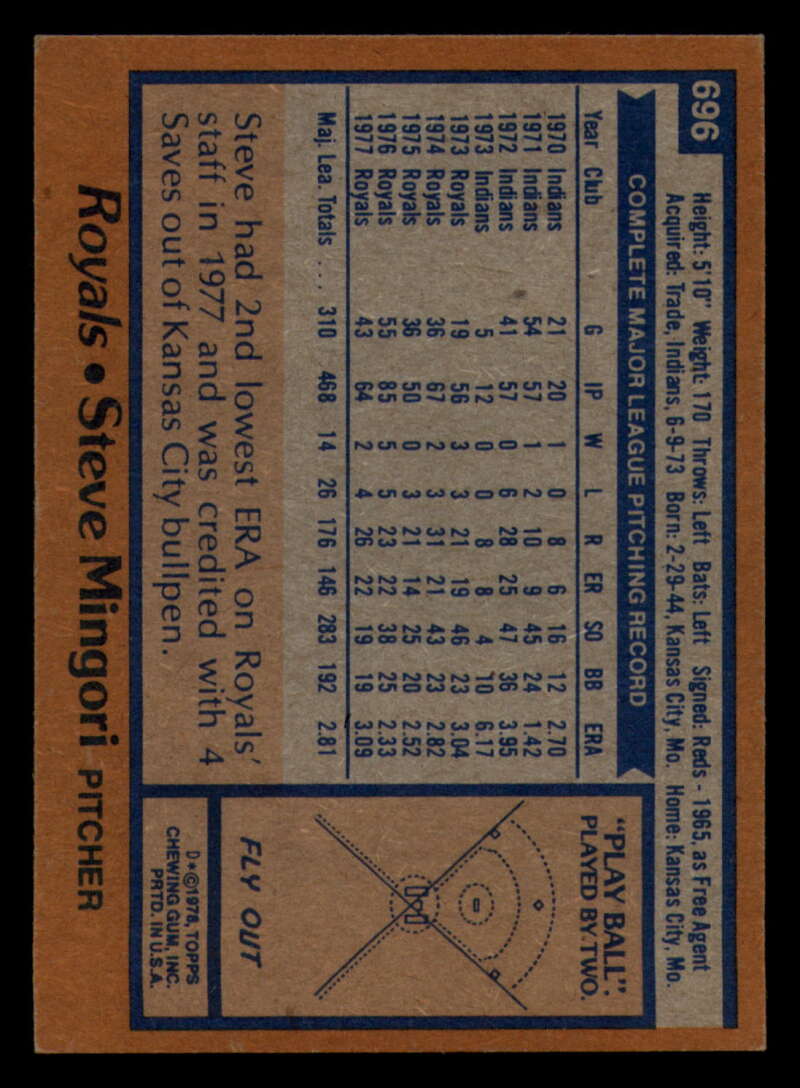 696
Height: 5'10" Weight: 170 Throws: Left Bats: Left Signed: Reds - 1965, as Free Agent
Acquired: Trade, Indians, 6-9-73 Born: 2-29-44, Kansas City, Mo. Home: Kansas City, Mo.
COMPLETE MAJOR LEAGUE PITCHING RECORD
Year Club G IP W L R ER SO BB ERA
1970 Indians 21 20 1 0 8 6 16 12 2.70
1971 Indians 54 57 1 2 10 9 45 24 1.42
1972 Indians 41 57 0 6 28 25 47 36 3.95
1973 Indians 5 12 0 0 8 8 4 10 6.17
1973 Royals 19 56 3 3 21 19 46 23 3.04
1974 Royals 36 67 2 3 31 21 43 23 2.82
1975 Royals 36 50 0 3 21 14 25 20 2.52
1976 Royals 55 85 5 5 23 22 38 25 2.33
1977 Royals 43 64 2 4 26 22 19 19 3.09
Maj. Lea. Totals ... 310 468 14 26 176 146 283 192 2.81
Steve had 2nd lowest ERA on Royals'
staff in 1977 and was credited with 4
Saves out of Kansas City bullpen.
"PLAY BALL":
PLAYED BY TWO.
FLY OUT
D*©1978, TOPPS
CHEWING GUM, INC.
PRTD. IN U.S.A.
Royals • Steve Mingori PITCHER